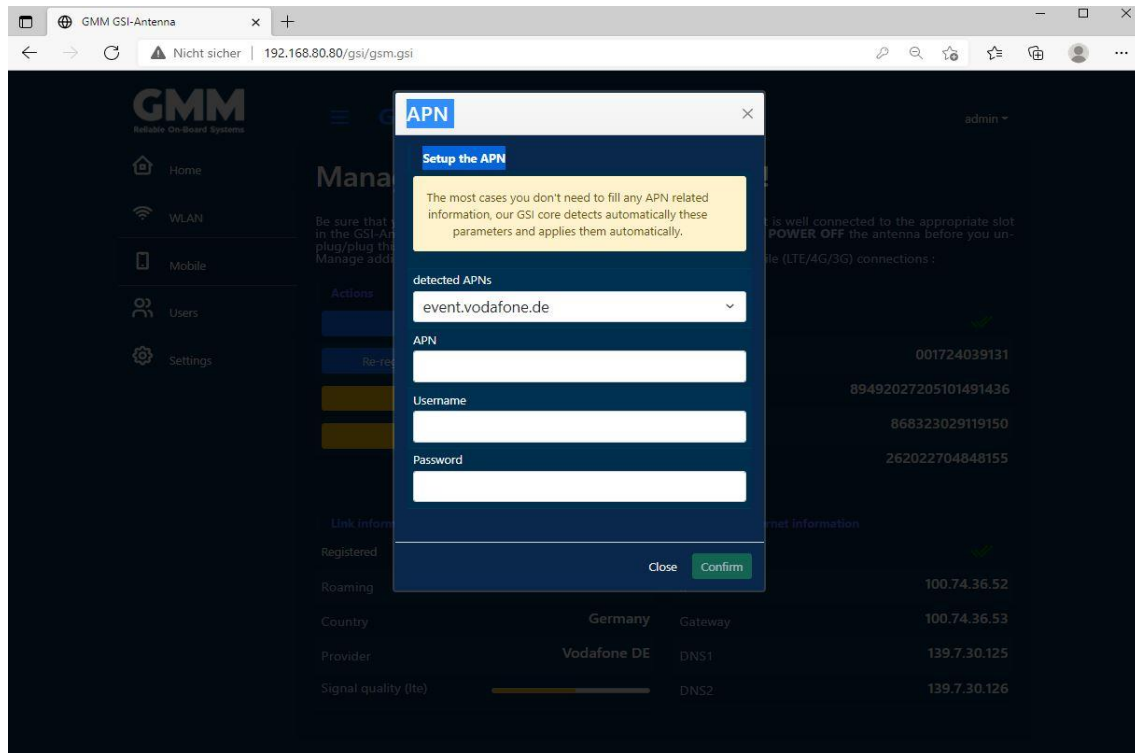 GMM GSI-Antenna
Nicht sicher | 192.168.80.80/gsi/gsm.gsi
GMM
Reliable On-Board Systems
G
admin
Home
WLAN
Mobile
Users
Settings
APN
Setup the APN
The most cases you don't need to fill any APN related
information, our GSI core detects automatically these
parameters and applies them automatically.
detected APNs
event.vodafone.de
APN
Username
Password
Close Confirm
Mana !
Be sure that is well connected to the appropriate slot
in the GSI-An POWER OFF the antenna before you un-
plug/plug
Manage addi le (LTE/4G/3G) connections :
Actions
001724039131
Re-reg
89492027205101491436
868323029119150
262022704848155
Link inform rnet information
Registered
Roaming 100.74.36.52
Country Germany Gateway 100.74.36.53
Provider Vodafone DE DNS1 139.7.30.125
Signal quality (lte) DNS2 139.7.30.126